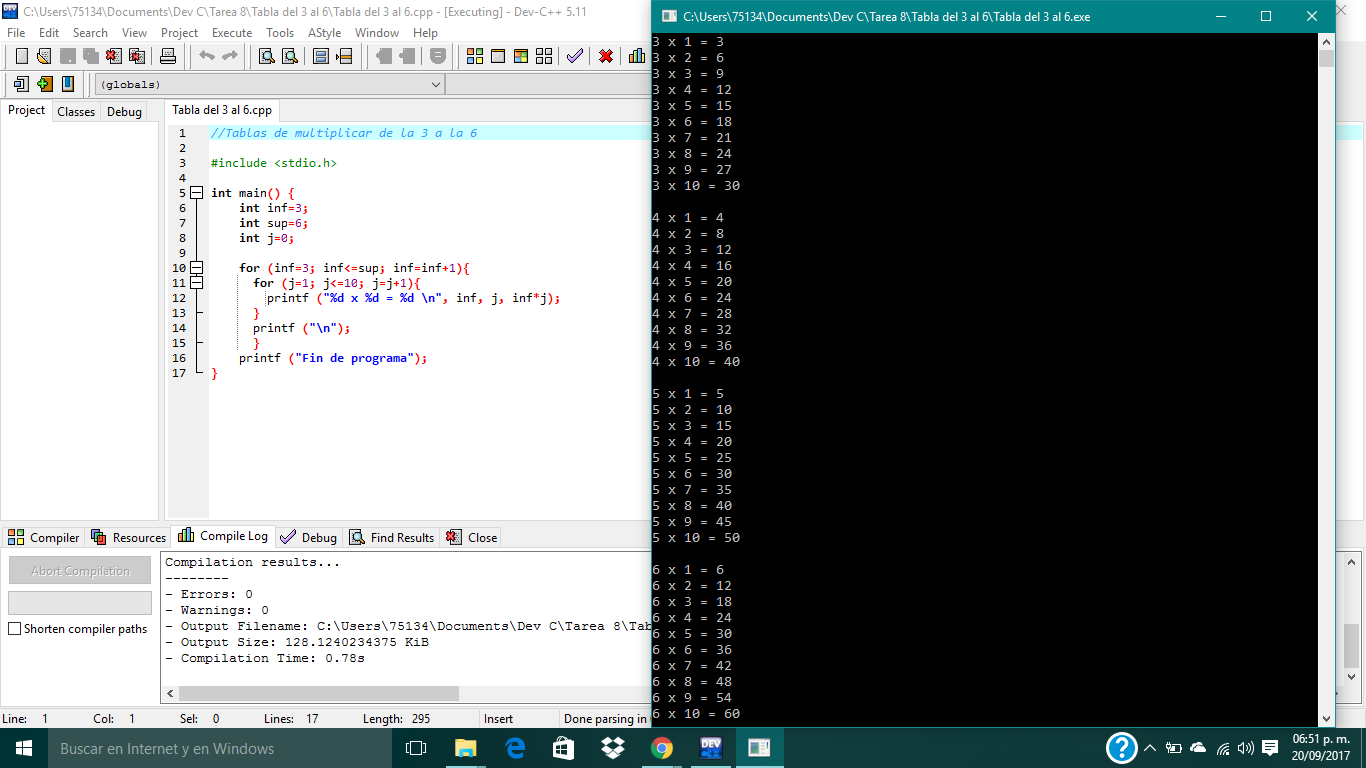 C:\Users\75134\Documents\Dev C\Tarea 8\Tabla del 3 al 6\Tabla del 3 al 6.cpp - [Executing] - Dev-C++ 5.11
File Edit Search View Project Execute Tools AStyle Window Help
(globals)
Project Classes Debug
Tabla del 3 al 6.cpp
1 //Tablas de multiplicar de la 3 a la 6
2
3 #include <stdio.h>
4
5 int main() {
6 int inf=3;
7 int sup=6;
8 int j=0;
9
10 for (inf=3; inf<=sup; inf=inf+1){
11 for (j=1; j<=10; j=j+1){
12 printf ("%d x %d = %d \n", inf, j, inf*j);
13 }
14 printf ("\n");
15 }
16 printf ("Fin de programa");
17 }
Compiler Resources Compile Log Debug Find Results Close
Abort Compilation
Shorten compiler paths
Compilation results...
--------
- Errors: 0
- Warnings: 0
- Output Filename: C:\Users\75134\Documents\Dev C\Tarea 8\Tab
- Output Size: 128.1240234375 KiB
- Compilation Time: 0.78s
Line: 1 Col: 1 Sel: 0 Lines: 17 Length: 295 Insert Done parsing in
C:\Users\75134\Documents\Dev C\Tarea 8\Tabla del 3 al 6\Tabla del 3 al 6.exe
3 x 1 = 3
3 x 2 = 6
3 x 3 = 9
3 x 4 = 12
3 x 5 = 15
3 x 6 = 18
3 x 7 = 21
3 x 8 = 24
3 x 9 = 27
3 x 10 = 30
4 x 1 = 4
4 x 2 = 8
4 x 3 = 12
4 x 4 = 16
4 x 5 = 20
4 x 6 = 24
4 x 7 = 28
4 x 8 = 32
4 x 9 = 36
4 x 10 = 40
5 x 1 = 5
5 x 2 = 10
5 x 3 = 15
5 x 4 = 20
5 x 5 = 25
5 x 6 = 30
5 x 7 = 35
5 x 8 = 40
5 x 9 = 45
5 x 10 = 50
6 x 1 = 6
6 x 2 = 12
6 x 3 = 18
6 x 4 = 24
6 x 5 = 30
6 x 6 = 36
6 x 7 = 42
6 x 8 = 48
6 x 9 = 54
6 x 10 = 60
Buscar en Internet y en Windows
DEV C++
06:51 p. m.
20/09/2017